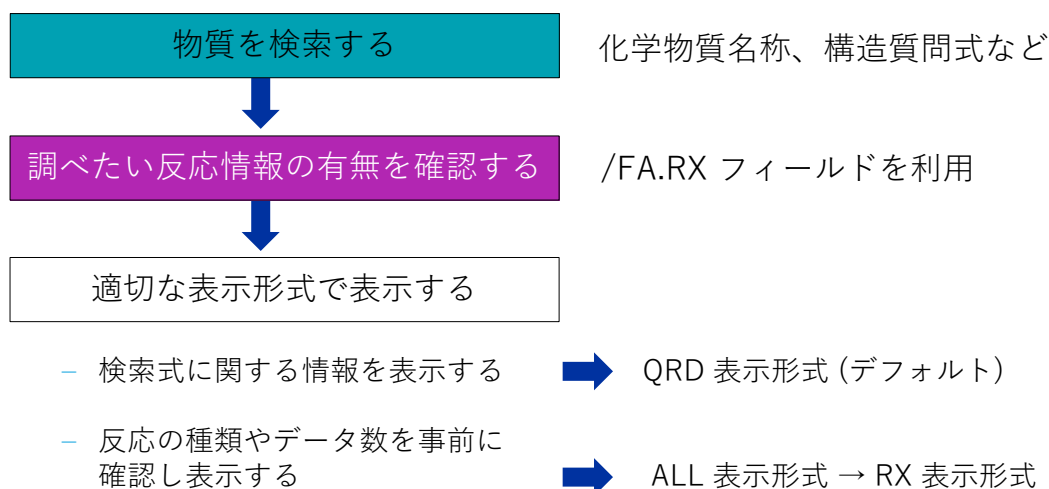 物質を検索する
化学物質名称、構造質問式など
調べたい反応情報の有無を確認する
/FA.RX フィールドを利用
適切な表示形式で表示する
– 検索式に関する情報を表示する
QRD 表示形式 (デフォルト)
– 反応の種類やデータ数を事前に
確認し表示する
ALL 表示形式 → RX 表示形式